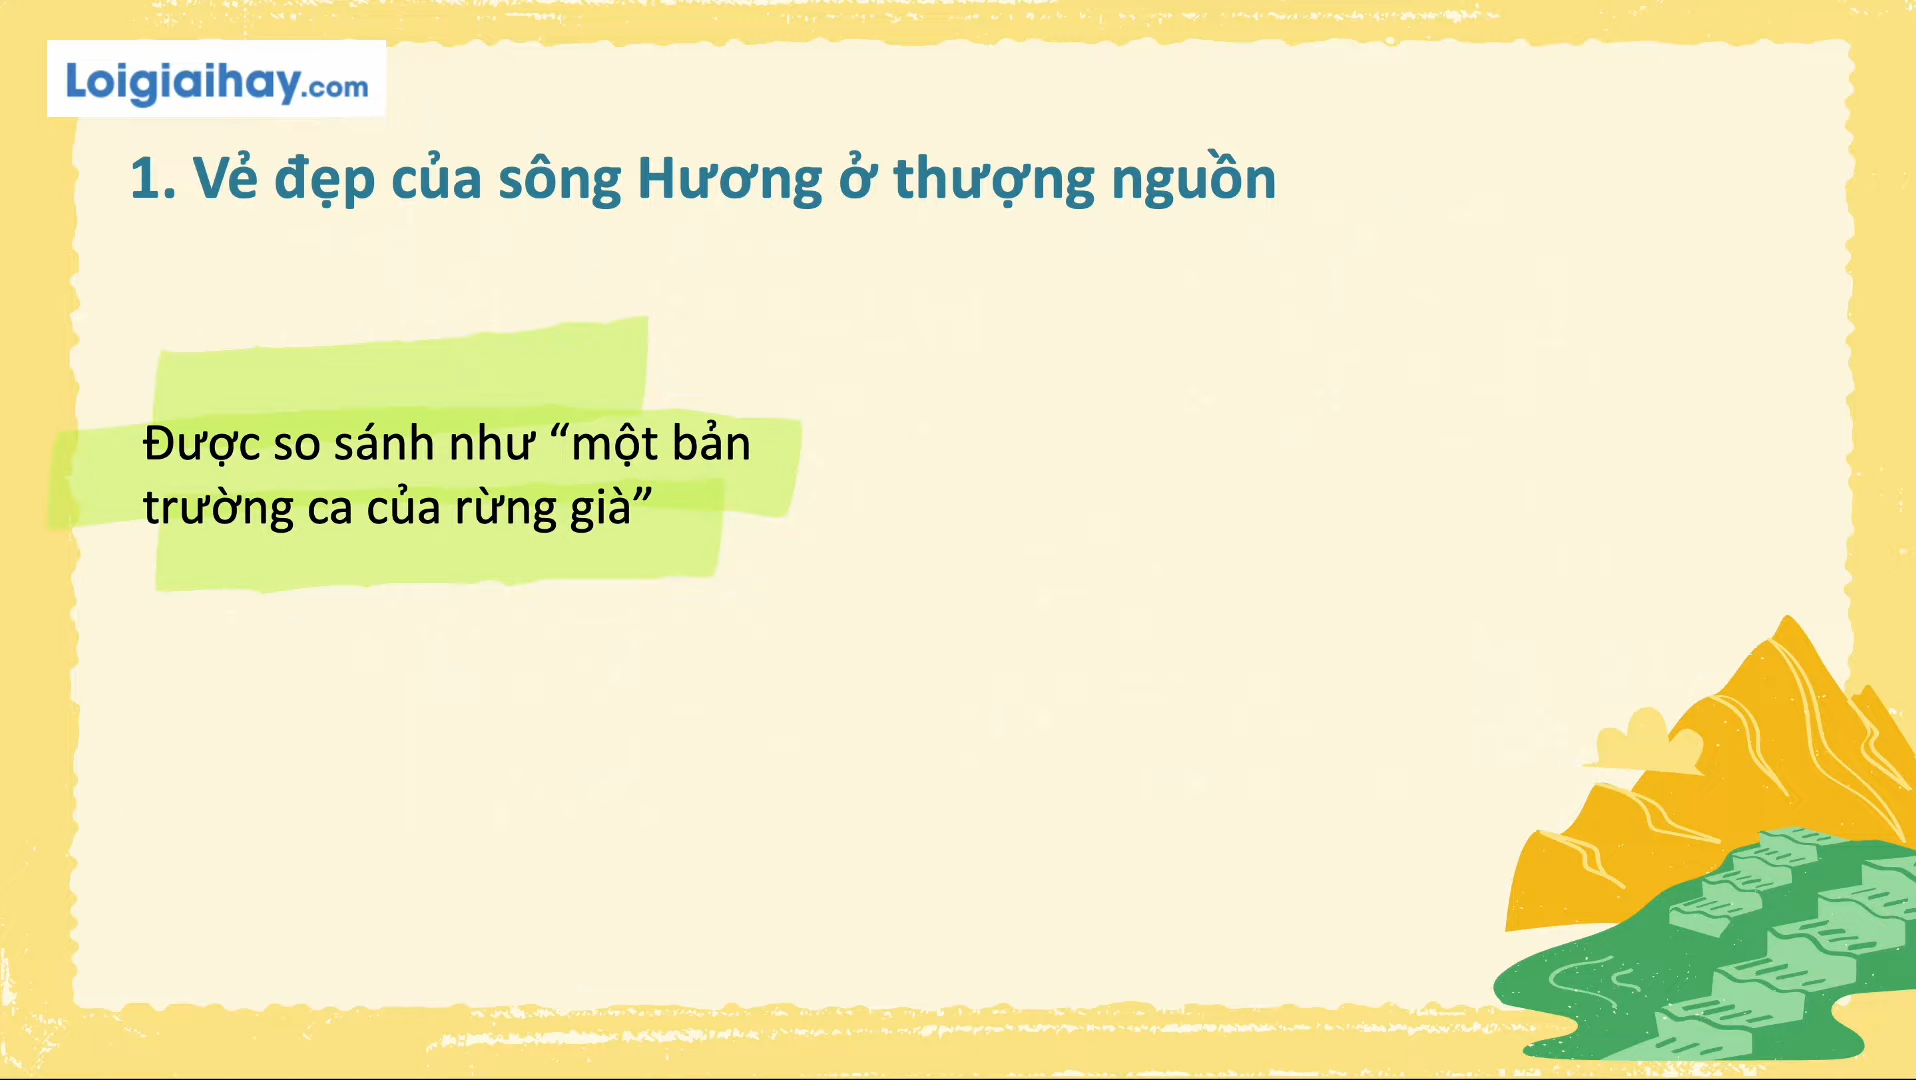 Loigiaihay.com
1. Vẻ đẹp của sông Hương ở thượng nguồn
Được so sánh như “một bản
trường ca của rừng già”